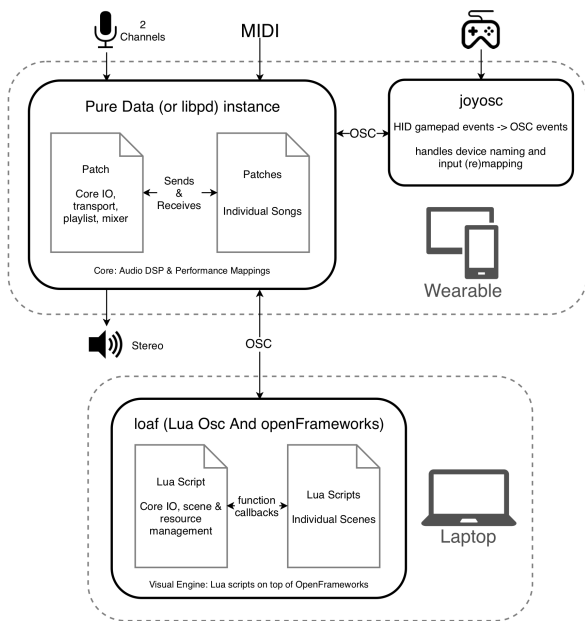 2
Channels
MIDI
Pure Data (or libpd) instance
Patch
Core IO,
transport,
playlist, mixer
Sends
&
Receives
Patches
Individual Songs
Core: Audio DSP & Performance Mappings
OSC
joyosc
HID gamepad events -> OSC events
handles device naming and
input (re)mapping
Wearable
Stereo
OSC
loaf (Lua Osc And openFrameworks)
Lua Script
Core IO, scene &
resource
management
function
callbacks
Lua Scripts
Individual Scenes
Visual Engine: Lua scripts on top of OpenFrameworks
Laptop